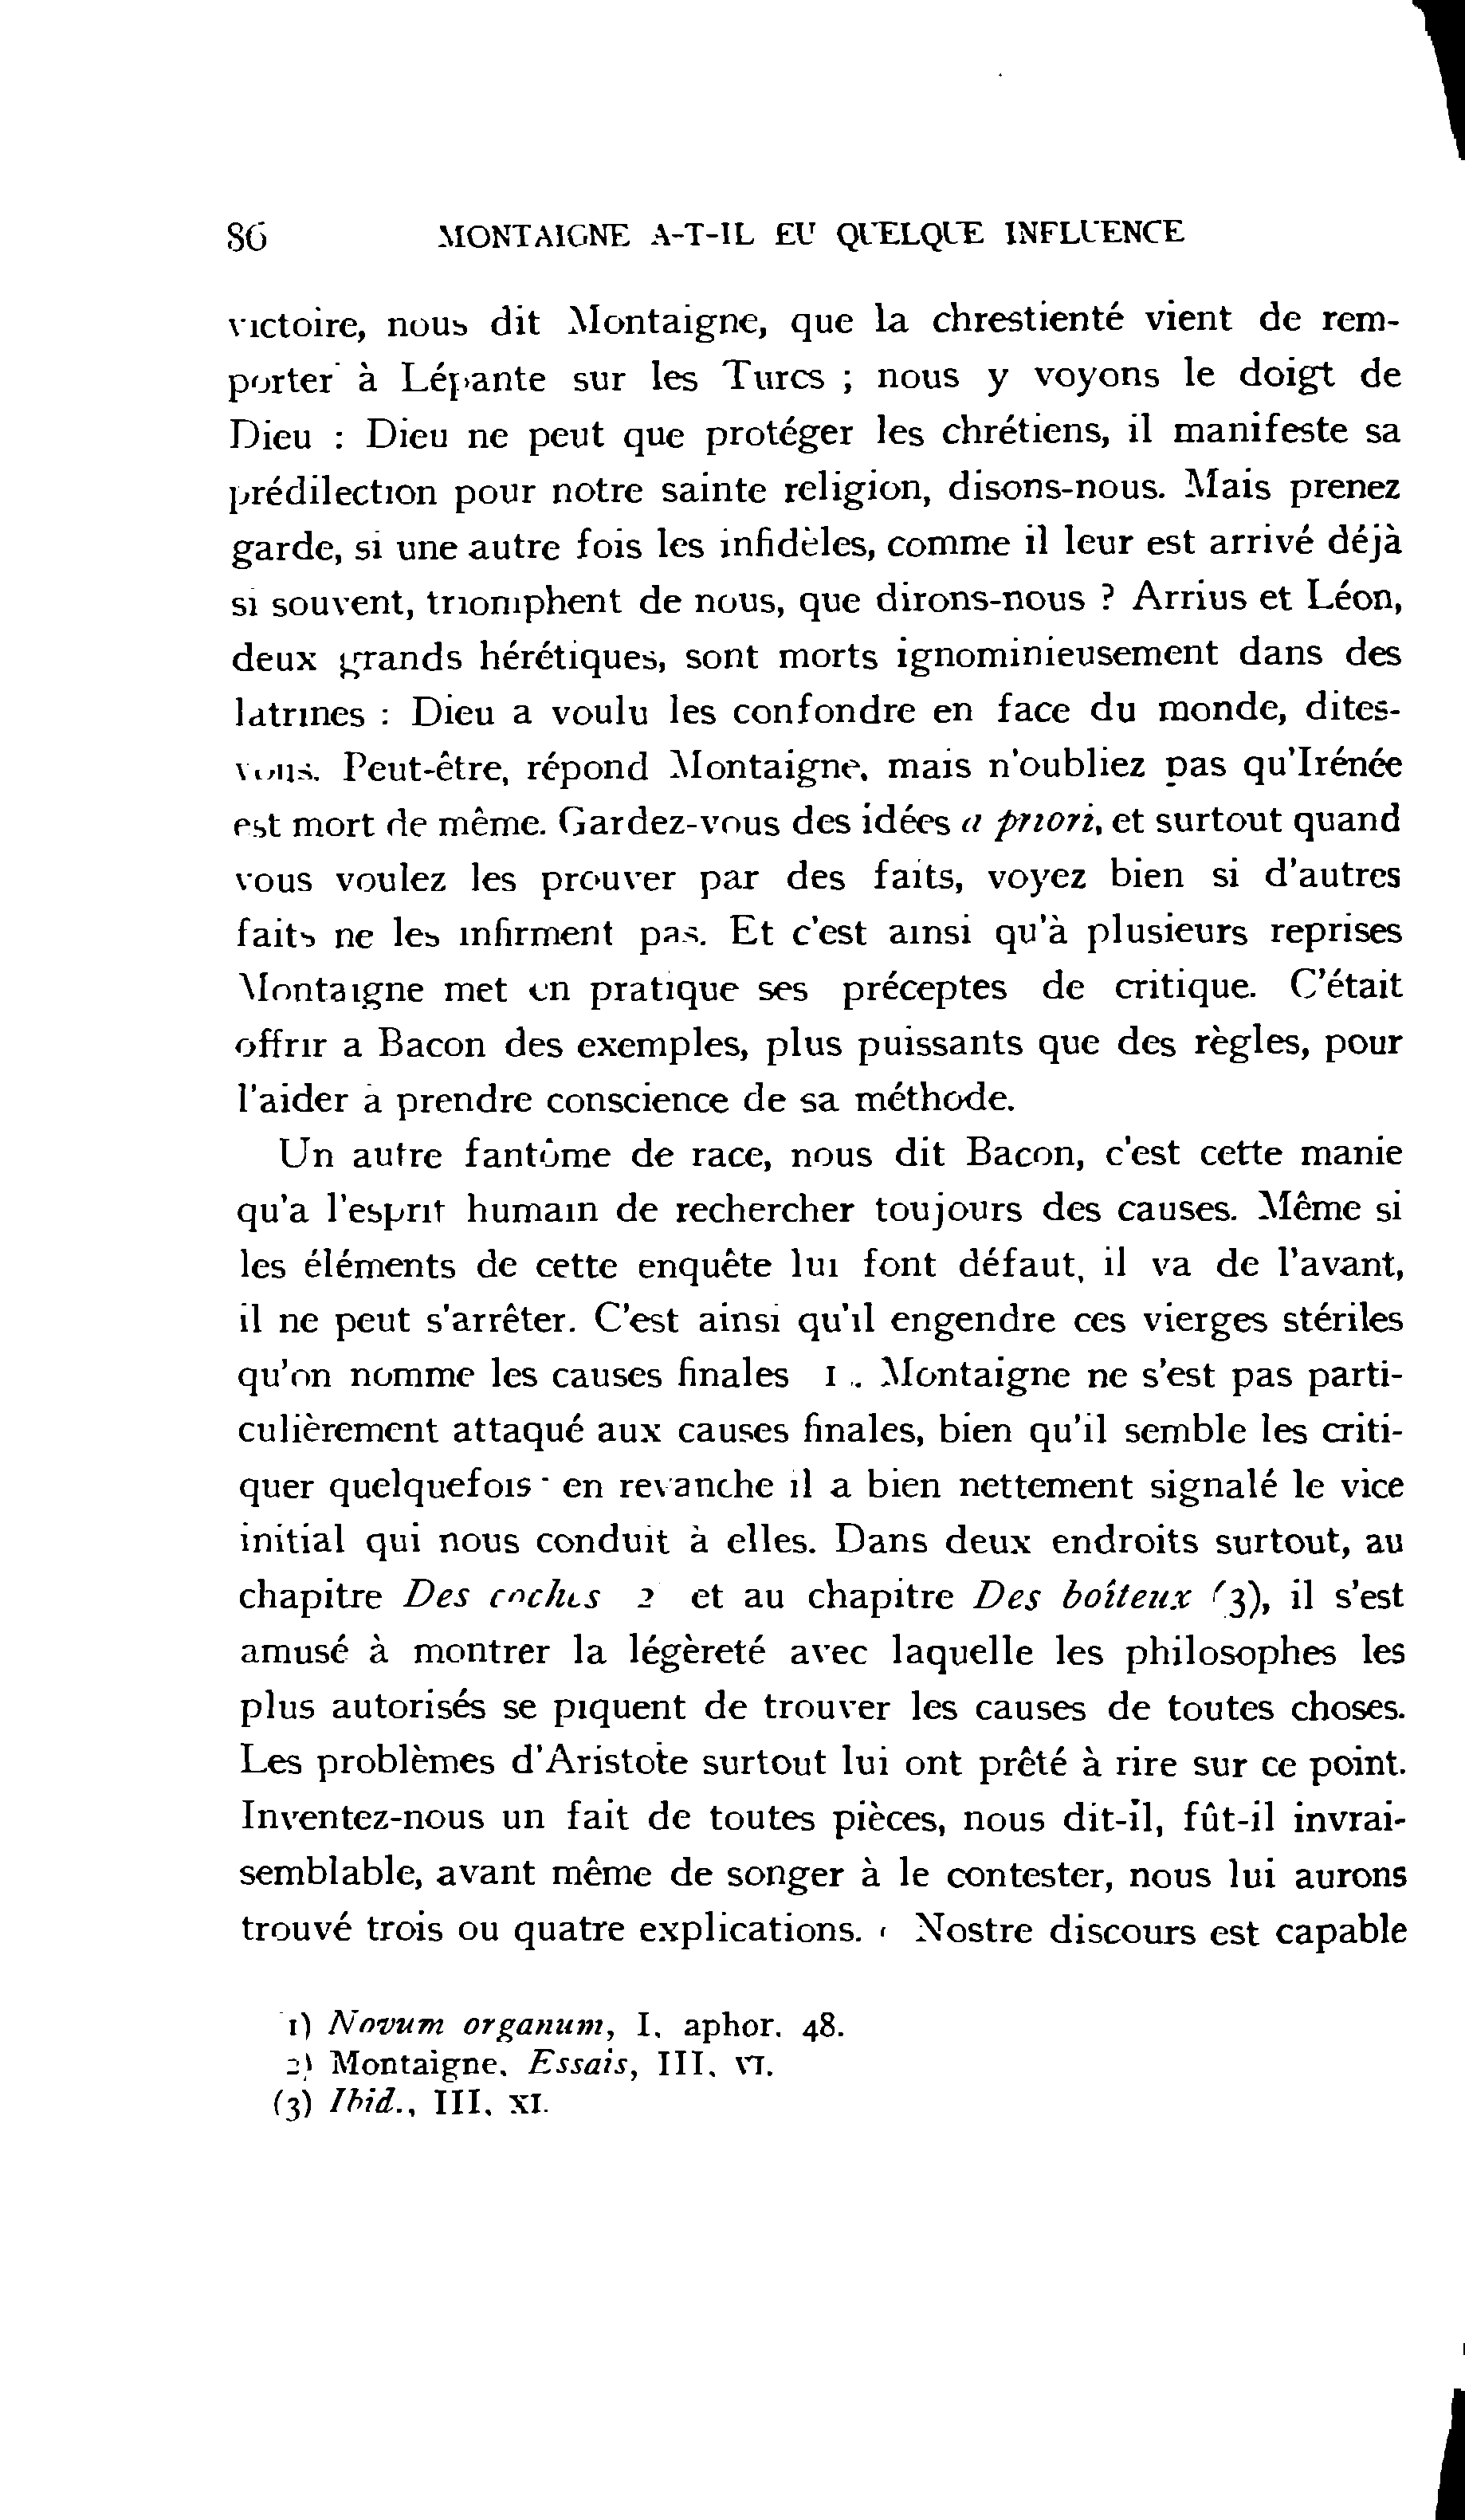 86 MONTAIGNE A-T-IL EU QUELQUE INFLUENCE
victoire, nous dit Montaigne, que la chrestienté vient de rem-
porter à Lépante sur les Turcs ; nous y voyons le doigt de
Dieu : Dieu ne peut que protéger les chrétiens, il manifeste sa
prédilection pour notre sainte religion, disons-nous. Mais prenez
garde, si une autre fois les infidèles, comme il leur est arrivé déjà
si souvent, triomphent de nous, que dirons-nous ? Arrius et Léon,
deux grands hérétiques, sont morts ignominieusement dans des
latrines : Dieu a voulu les confondre en face du monde, dites-
vous. Peut-être, répond Montaigne, mais n'oubliez pas qu'Irénée
est mort de même. Gardez-vous des idées a priori, et surtout quand
vous voulez les prouver par des faits, voyez bien si d'autres
faits ne les infirment pas. Et c'est ainsi qu'à plusieurs reprises
Montaigne met en pratique ses préceptes de critique. C'était
offrir a Bacon des exemples, plus puissants que des règles, pour
l'aider à prendre conscience de sa méthode.
Un autre fantôme de race, nous dit Bacon, c'est cette manie
qu'a l'esprit humain de rechercher toujours des causes. Même si
les éléments de cette enquête lui font défaut, il va de l'avant,
il ne peut s'arrêter. C'est ainsi qu'il engendre ces vierges stériles
qu'on nomme les causes finales 1. Montaigne ne s'est pas parti-
culièrement attaqué aux causes finales, bien qu'il semble les criti-
quer quelquefois · en revanche il a bien nettement signalé le vice
initial qui nous conduit à elles. Dans deux endroits surtout, au
chapitre Des coches 2 et au chapitre Des boîteux (3), il s'est
amusé à montrer la légèreté avec laquelle les philosophes les
plus autorisés se piquent de trouver les causes de toutes choses.
Les problèmes d'Aristote surtout lui ont prêté à rire sur ce point.
Inventez-nous un fait de toutes pièces, nous dit-il, fût-il invrai-
semblable, avant même de songer à le contester, nous lui aurons
trouvé trois ou quatre explications. « Nostre discours est capable
1) Novum organum, I, aphor. 48.
2) Montaigne, Essais, III, VI.
(3) Ibid., III, XI.